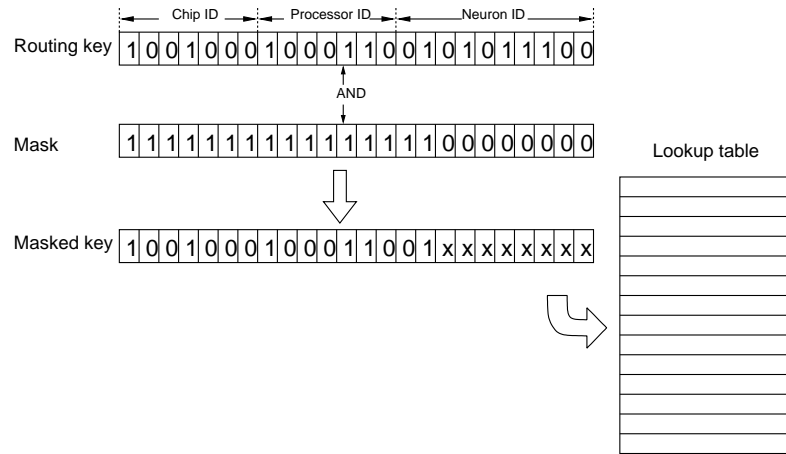 Chip ID Processor ID Neuron ID
Routing key 1 0 0 1 0 0 0 1 0 0 0 1 1 0 0 1 0 1 0 1 1 1 0 0
AND
Mask 1 1 1 1 1 1 1 1 1 1 1 1 1 1 1 1 0 0 0 0 0 0 0 0
Lookup table
Masked key 1 0 0 1 0 0 0 1 0 0 0 1 1 0 0 1 x x x x x x x x